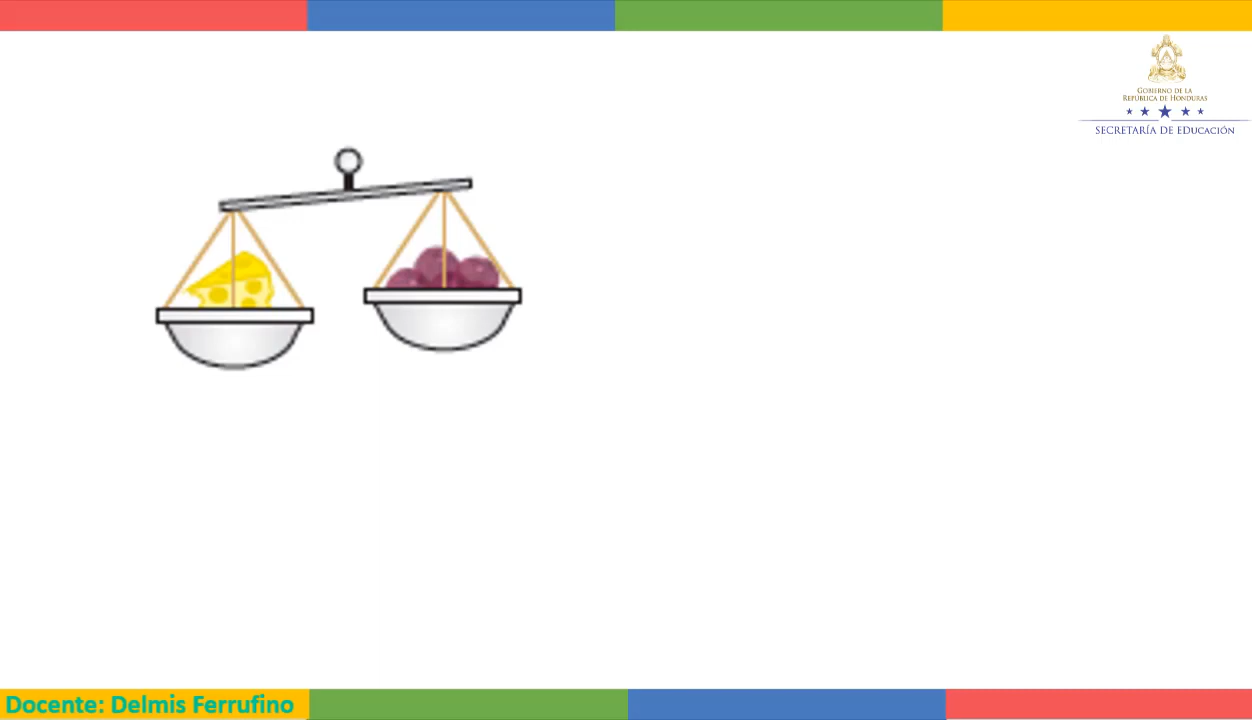 GOBIERNO DE LA
REPÚBLICA DE HONDURAS
SECRETARÍA DE EDUCACIÓN
Docente: Delmis Ferrufino